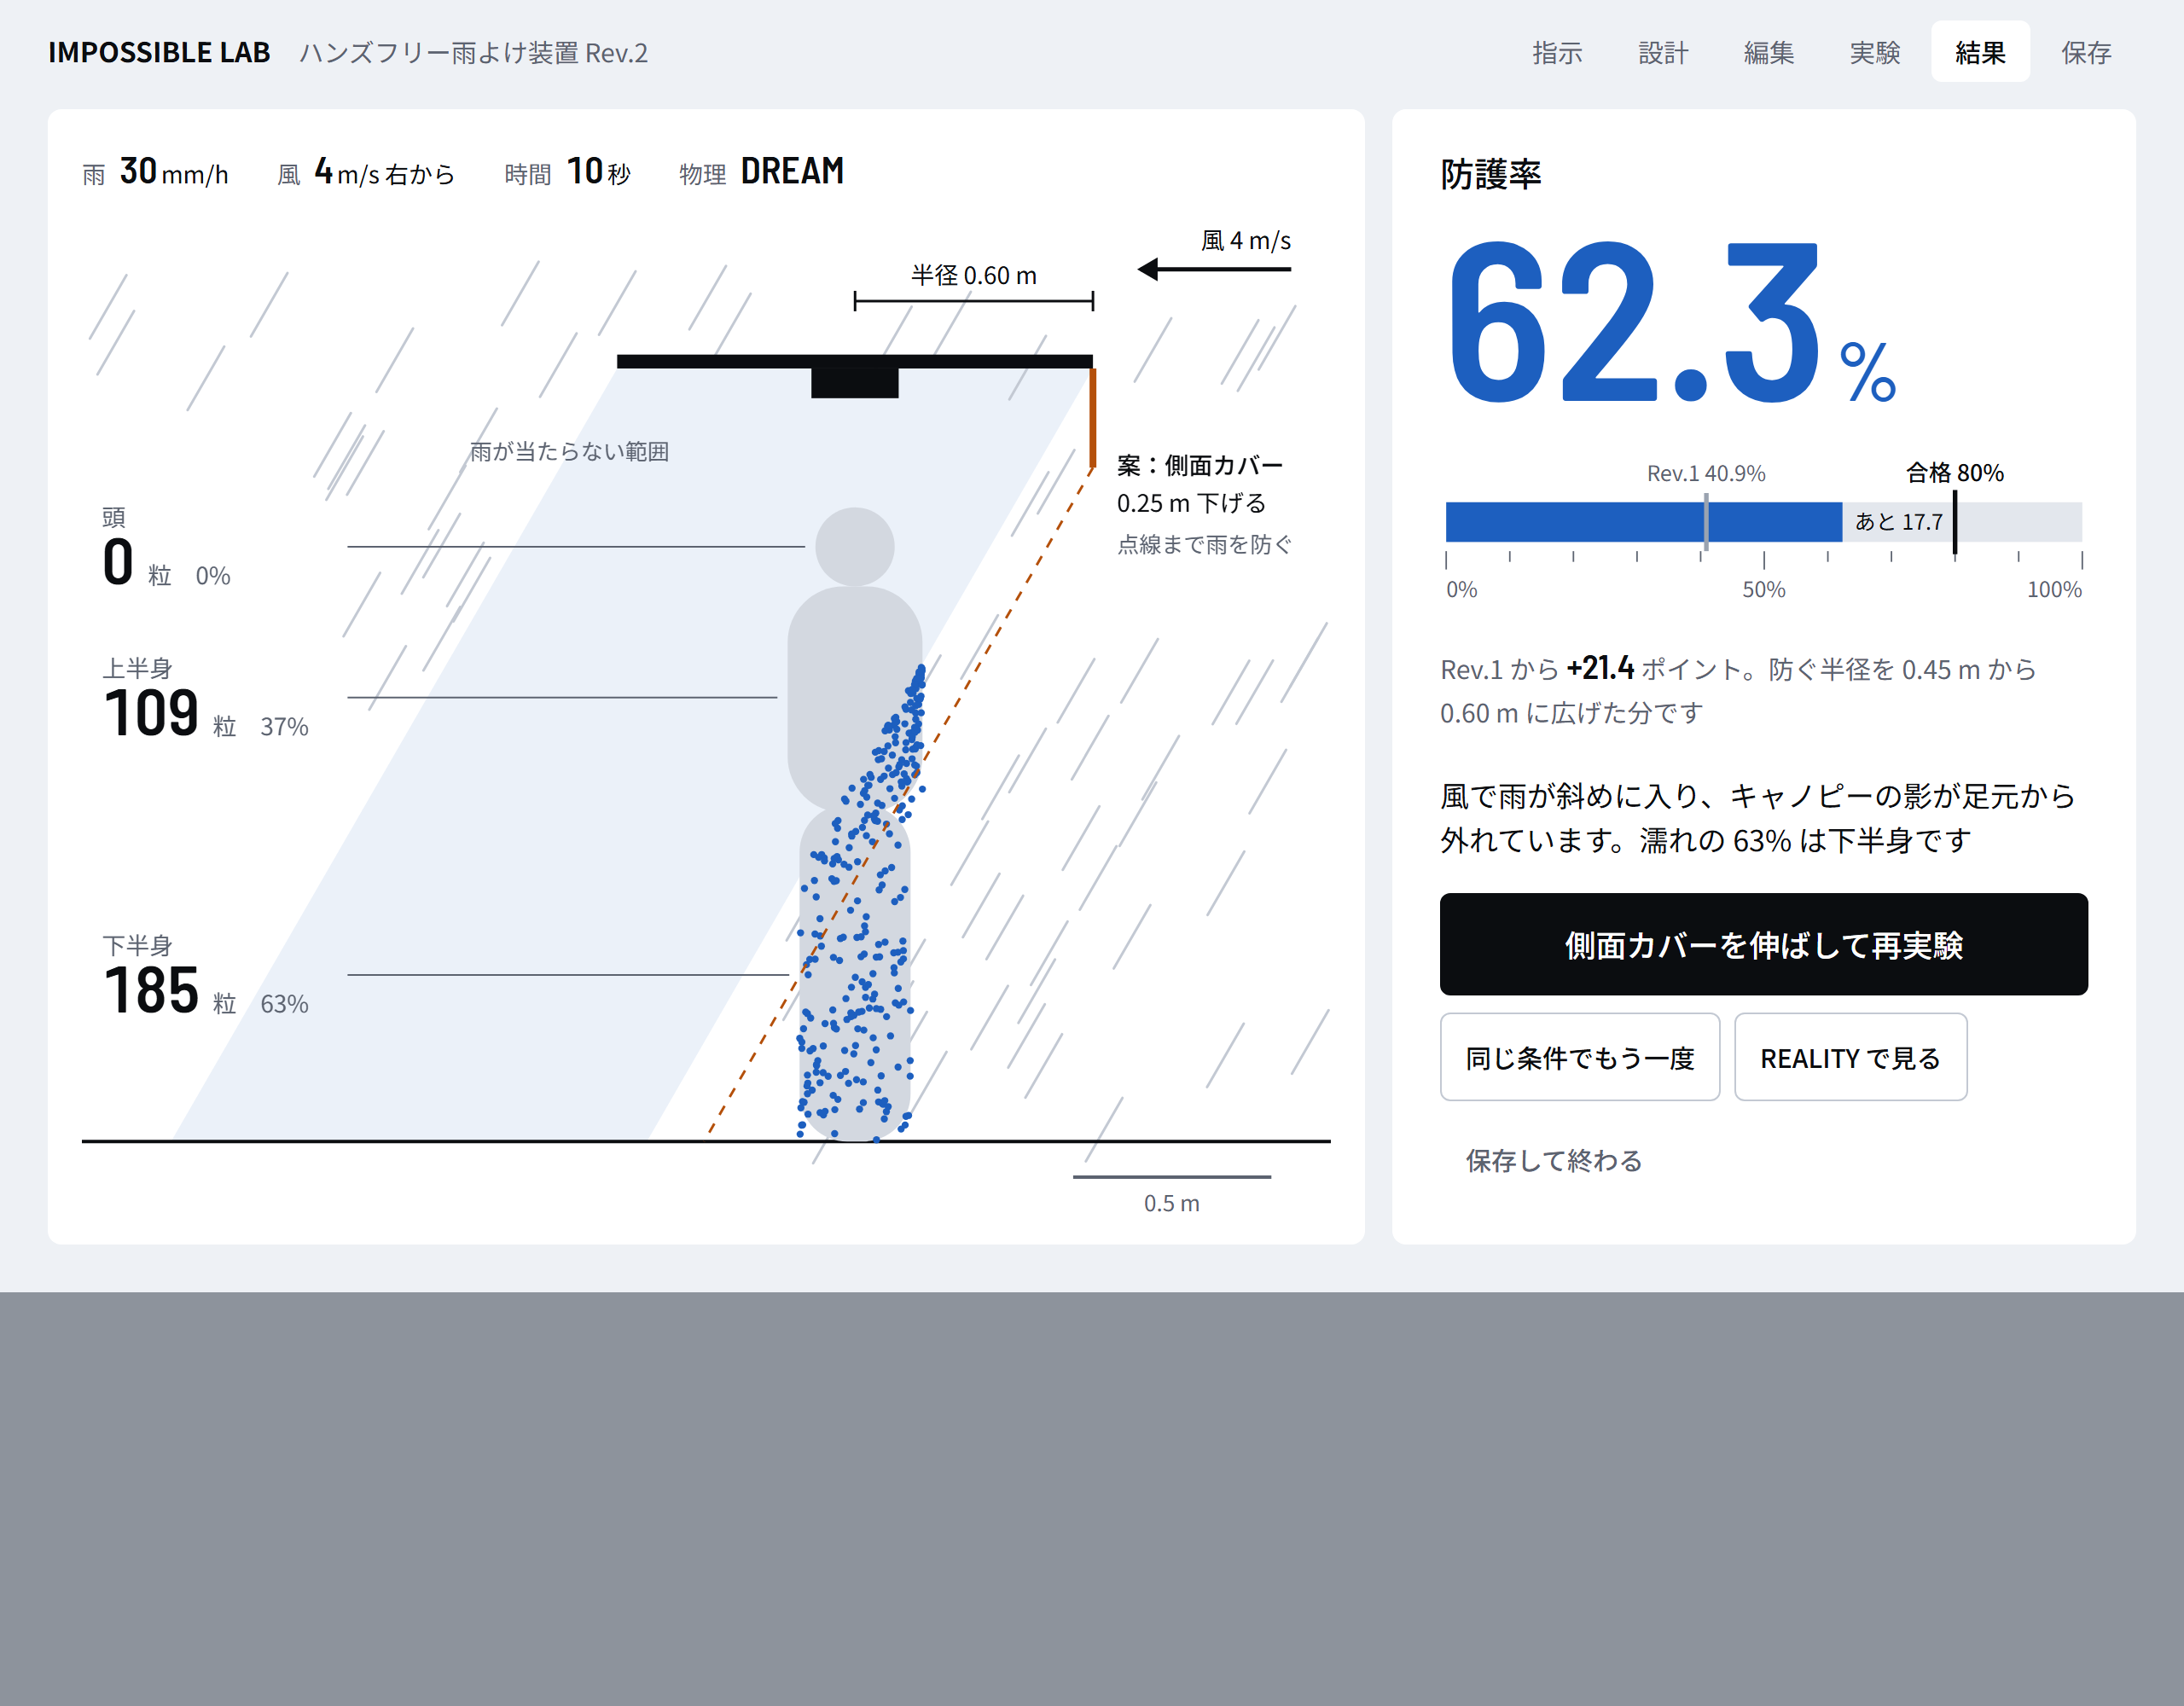 IMPOSSIBLE LAB ハンズフリー雨よけ装置 Rev.2
指示 設計 編集 実験 結果 保存
雨 30 mm/h 風 4 m/s 右から 時間 10 秒 物理 DREAM
風 4 m/s
半径 0.60 m
雨が当たらない範囲
案：側面カバー
0.25 m 下げる
点線まで雨を防ぐ
頭
0 粒 0%
上半身
109 粒 37%
下半身
185 粒 63%
0.5 m
防護率
62.3 %
Rev.1 40.9% 合格 80%
あと 17.7
0% 50% 100%
Rev.1 から +21.4 ポイント。防ぐ半径を 0.45 m から
0.60 m に広げた分です
風で雨が斜めに入り、キャノピーの影が足元から
外れています。濡れの 63% は下半身です
側面カバーを伸ばして再実験
同じ条件でもう一度 REALITY で見る
保存して終わる